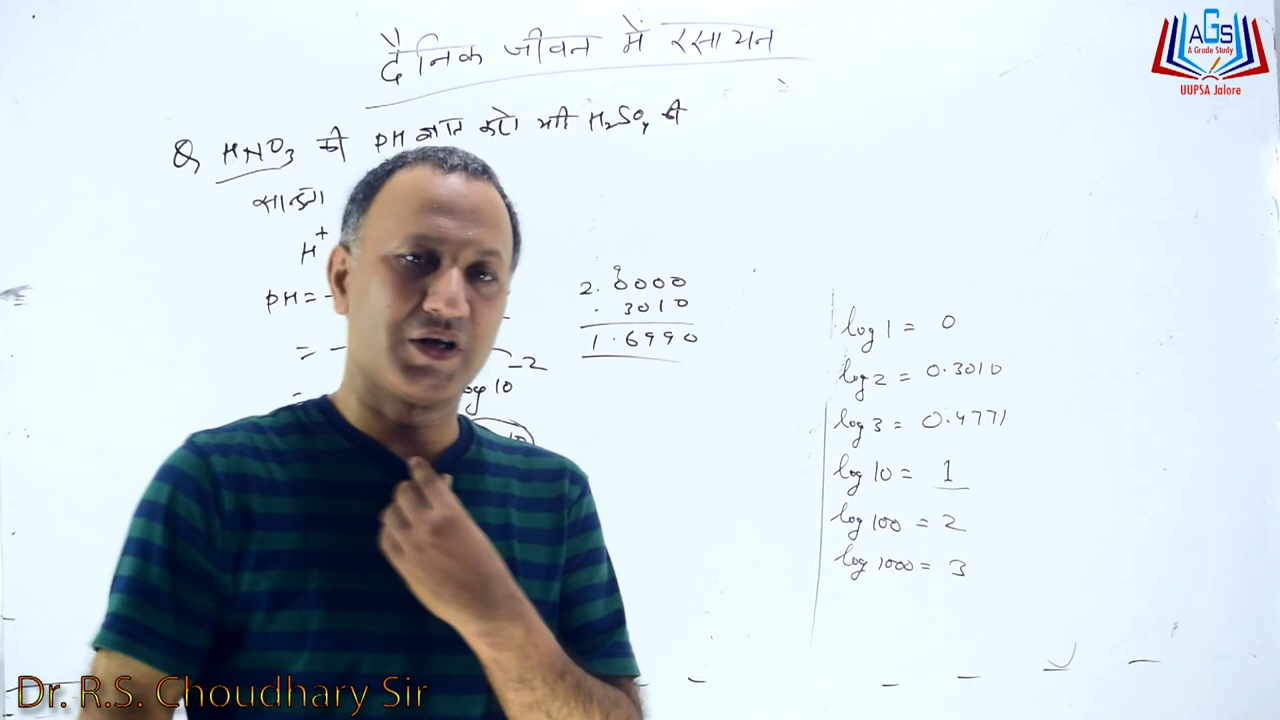 दैनिक जीवन में रसायन
AGS
A Grade Study
UUPSA Jalore
Q HNO3 की PH ज्ञात करो यदि H2SO4 की
सान्द्रता
H+
PH = -
2.0000
. 3010
1.6990
= -
-2
=
log 10
log 1 = 0
log 2 = 0.3010
log 3 = 0.4771
log 10 = 1
log 100 = 2
log 1000 = 3
Dr. R.S. Choudhary Sir